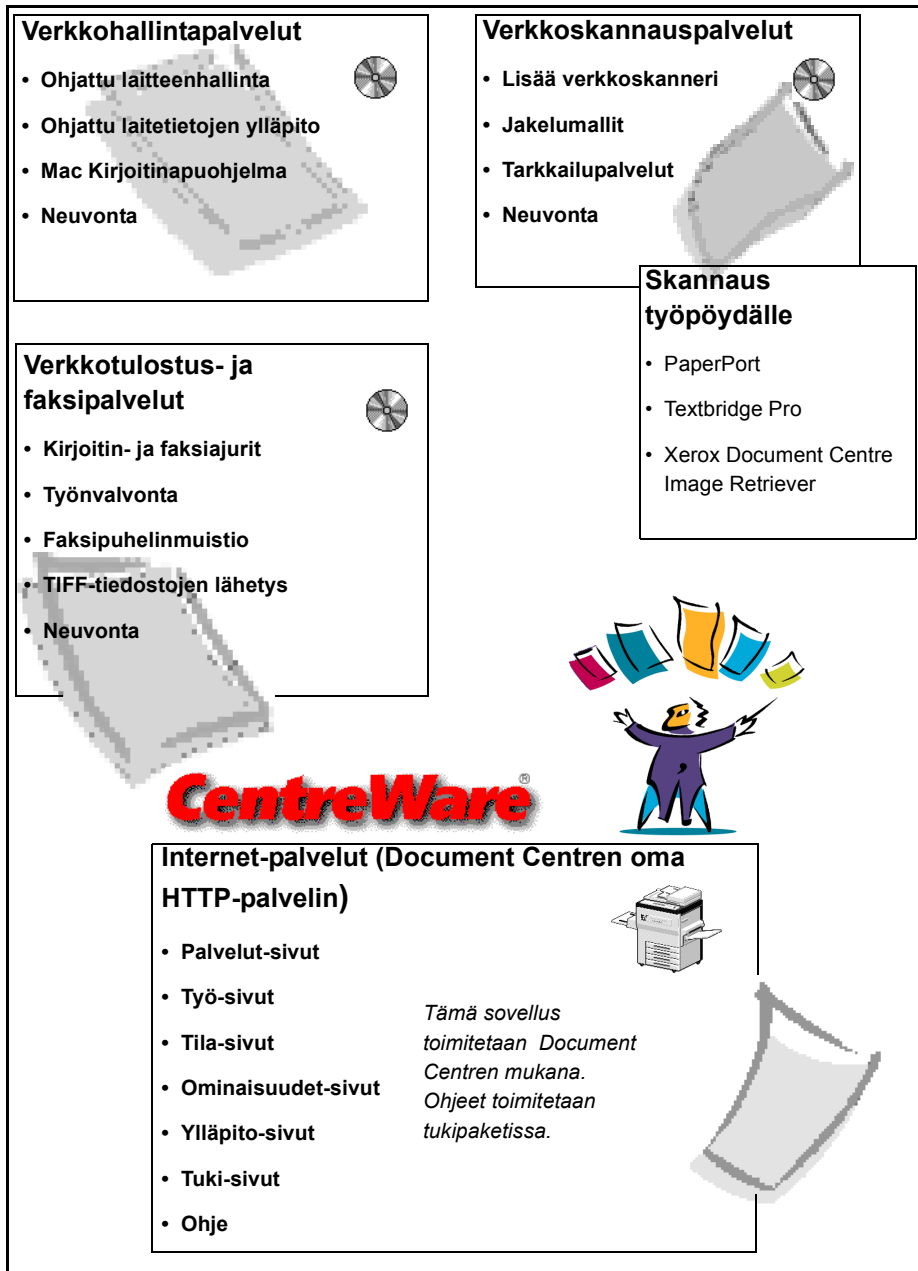 Verkkohallintapalvelut
• Ohjattu laitteenhallinta
• Ohjattu laitetietojen ylläpito
• Mac Kirjoitinapuohjelma
• Neuvonta
Verkkoskannauspalvelut
• Lisää verkkoskanneri
• Jakelumallit
• Tarkkailupalvelut
• Neuvonta
Skannaus
työpöydälle
• PaperPort
• Textbridge Pro
• Xerox Document Centre
Image Retriever
Verkkotulostus- ja
faksipalvelut
• Kirjoitin- ja faksiajurit
• Työnvalvonta
• Faksipuhelinmuistio
• TIFF-tiedostojen lähetys
• Neuvonta
CentreWare®
Internet-palvelut (Document Centren oma
HTTP-palvelin)
• Palvelut-sivut
• Työ-sivut
• Tila-sivut
• Ominaisuudet-sivut
• Ylläpito-sivut
• Tuki-sivut
• Ohje
Tämä sovellus
toimitetaan Document
Centren mukana.
Ohjeet toimitetaan
tukipaketissa.